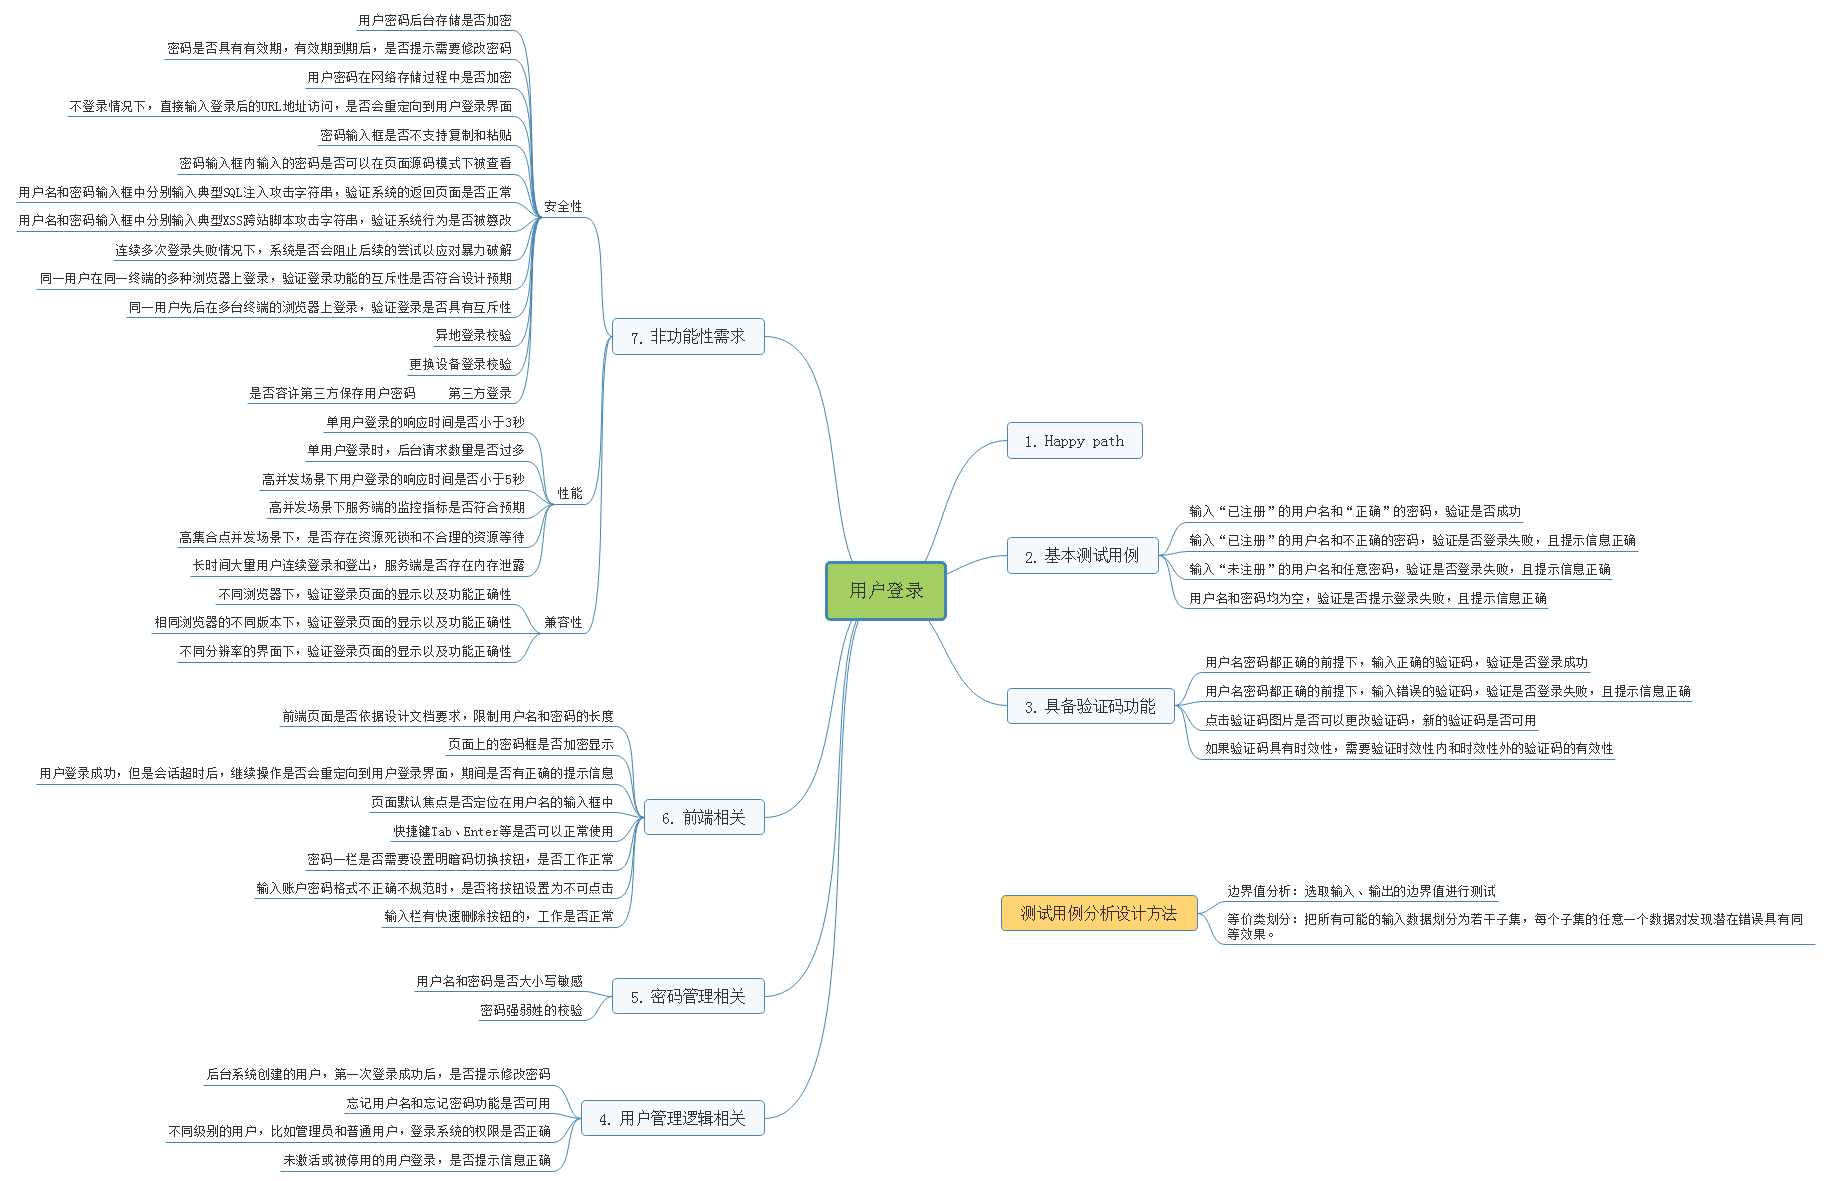 用户登录
1. Happy path
2. 基本测试用例
输入“已注册”的用户名和“正确”的密码，验证是否成功
输入“已注册”的用户名和不正确的密码，验证是否登录失败，且提示信息正确
输入“未注册”的用户名和任意密码，验证是否登录失败，且提示信息正确
用户名和密码均为空，验证是否提示登录失败，且提示信息正确
3. 具备验证码功能
用户名密码都正确的前提下，输入正确的验证码，验证是否登录成功
用户名密码都正确的前提下，输入错误的验证码，验证是否登录失败，且提示信息正确
点击验证码图片是否可以更改验证码，新的验证码是否可用
如果验证码具有时效性，需要验证时效性内和时效性外的验证码的有效性
4. 用户管理逻辑相关
后台系统创建的用户，第一次登录成功后，是否提示修改密码
忘记用户名和忘记密码功能是否可用
不同级别的用户，比如管理员和普通用户，登录系统的权限是否正确
未激活或被停用的用户登录，是否提示信息正确
5. 密码管理相关
用户名和密码是否大小写敏感
密码强弱姓的校验
6. 前端相关
前端页面是否依据设计文档要求，限制用户名和密码的长度
页面上的密码框是否加密显示
用户登录成功，但是会话超时后，继续操作是否会重定向到用户登录界面，期间是否有正确的提示信息
页面默认焦点是否定位在用户名的输入框中
快捷键Tab、Enter等是否可以正常使用
密码一栏是否需要设置明暗码切换按钮，是否工作正常
输入账户密码格式不正确不规范时，是否将按钮设置为不可点击
输入栏有快速删除按钮的，工作是否正常
7. 非功能性需求
安全性
用户密码后台存储是否加密
密码是否具有有效期，有效期到期后，是否提示需要修改密码
用户密码在网络存储过程中是否加密
不登录情况下，直接输入登录后的URL地址访问，是否会重定向到用户登录界面
密码输入框是否不支持复制和粘贴
密码输入框内输入的密码是否可以在页面源码模式下被查看
用户名和密码输入框中分别输入典型SQL注入攻击字符串，验证系统的返回页面是否正常
用户名和密码输入框中分别输入典型XSS跨站脚本攻击字符串，验证系统行为是否被篡改
连续多次登录失败情况下，系统是否会阻止后续的尝试以应对暴力破解
同一用户在同一终端的多种浏览器上登录，验证登录功能的互斥性是否符合设计预期
同一用户先后在多台终端的浏览器上登录，验证登录是否具有互斥性
异地登录校验
更换设备登录校验
第三方登录
是否容许第三方保存用户密码
性能
单用户登录的响应时间是否小于3秒
单用户登录时，后台请求数量是否过多
高并发场景下用户登录的响应时间是否小于5秒
高并发场景下服务端的监控指标是否符合预期
高集合点并发场景下，是否存在资源死锁和不合理的资源等待
长时间大量用户连续登录和登出，服务端是否存在内存泄露
兼容性
不同浏览器下，验证登录页面的显示以及功能正确性
相同浏览器的不同版本下，验证登录页面的显示以及功能正确性
不同分辨率的界面下，验证登录页面的显示以及功能正确性
测试用例分析设计方法
边界值分析：选取输入、输出的边界值进行测试
等价类划分：把所有可能的输入数据划分为若干子集，每个子集的任意一个数据对发现潜在错误具有同
等效果。